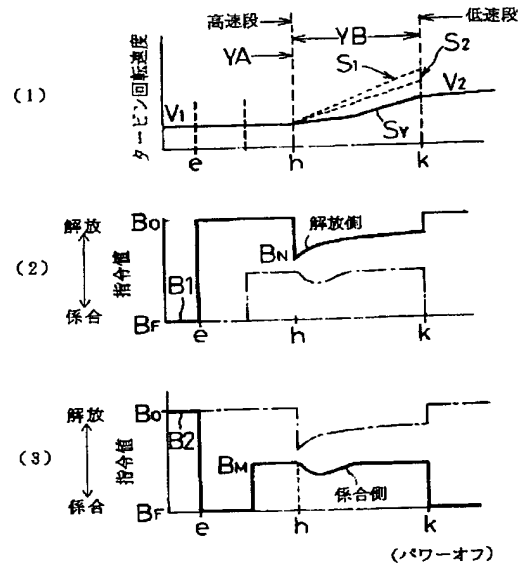 高速段
低速段
YA
YB
S1
S2
(1)
タービン回転速度
V1
V2
SY
e
h
k
(2)
解放
係合
指令値
BO
BF
B1
BN
解放側
e
h
k
(3)
解放
係合
指令値
BO
BF
B2
BM
係合側
e
h
k
(パワーオフ)